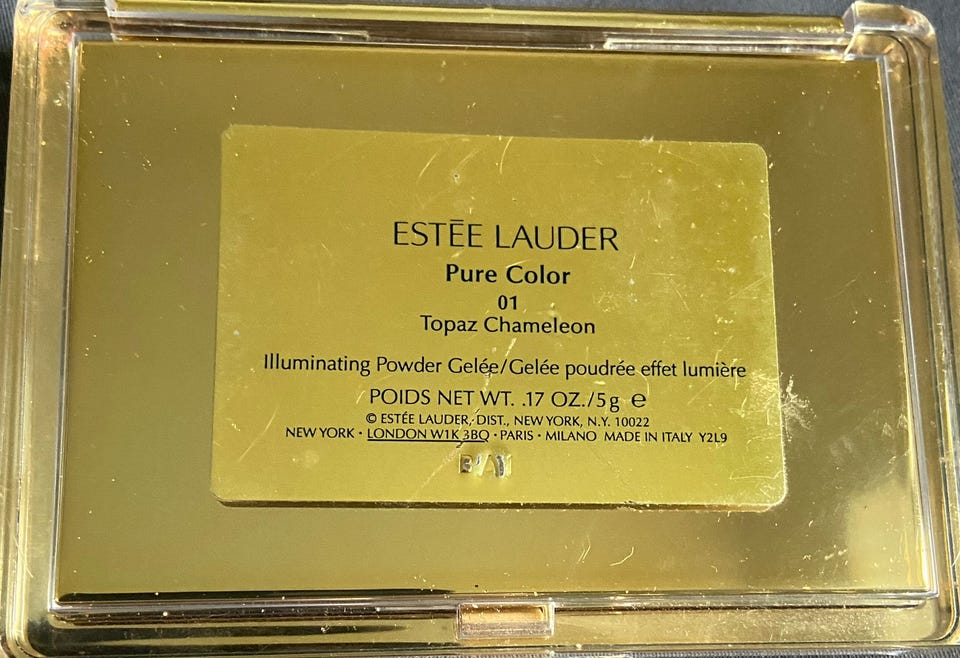 ESTĒE LAUDER
Pure Color
01
Topaz Chameleon
Illuminating Powder Gelée/Gelée poudrée effet lumière
POIDS NET WT. .17 OZ./5g ℮
© ESTÉE LAUDER, DIST., NEW YORK, N.Y. 10022
NEW YORK · LONDON W1K 3BQ · PARIS · MILANO MADE IN ITALY Y2L9